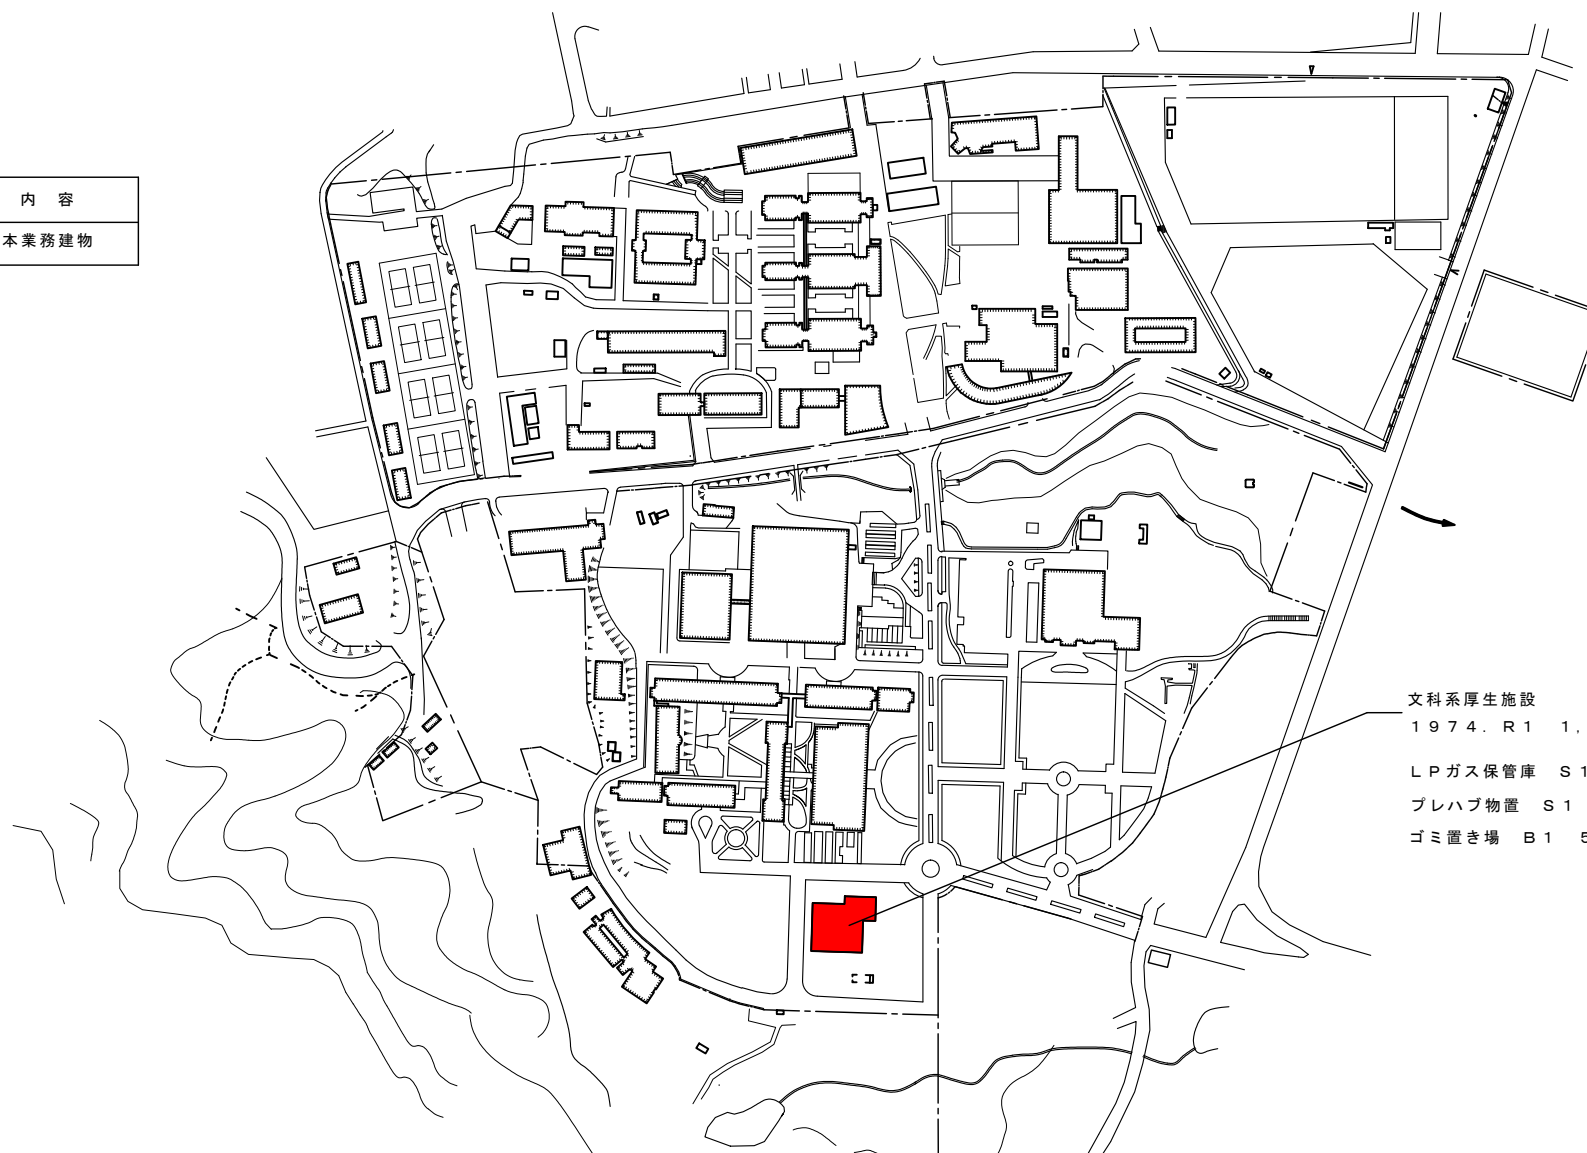 内 容
本業務建物
文科系厚生施設
1974. R1 1,
LPガス保管庫 S1
プレハブ物置 S1
ゴミ置き場 B1 5